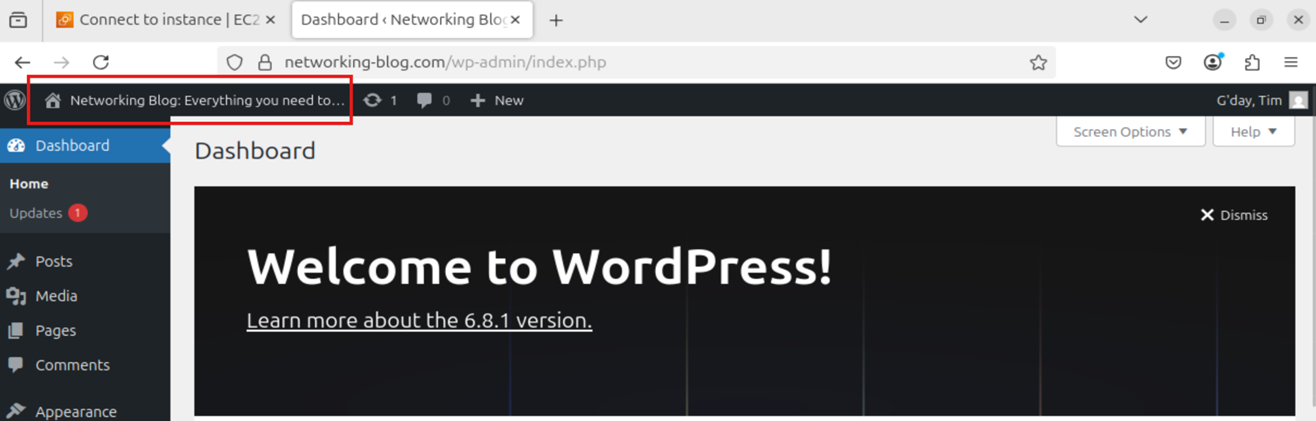 Connect to instance | EC2
Dashboard ‹ Networking Blog
networking-blog.com/wp-admin/index.php
Networking Blog: Everything you need to… 1 0 New
G'day, Tim
Dashboard
Home
Updates 1
Posts
Media
Pages
Comments
Appearance
Dashboard
Screen Options
Help
Dismiss
Welcome to WordPress!
Learn more about the 6.8.1 version.